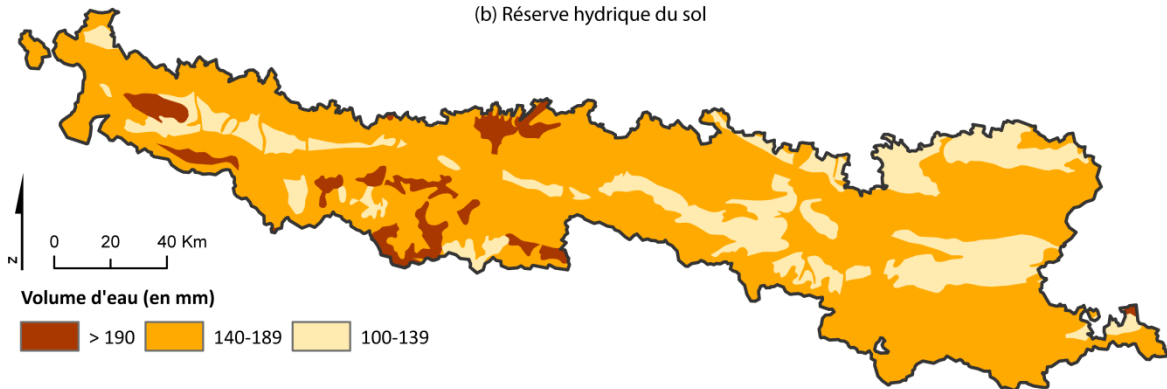 (b) Réserve hydrique du sol
N
0 20 40 Km
Volume d'eau (en mm)
> 190 140-189 100-139